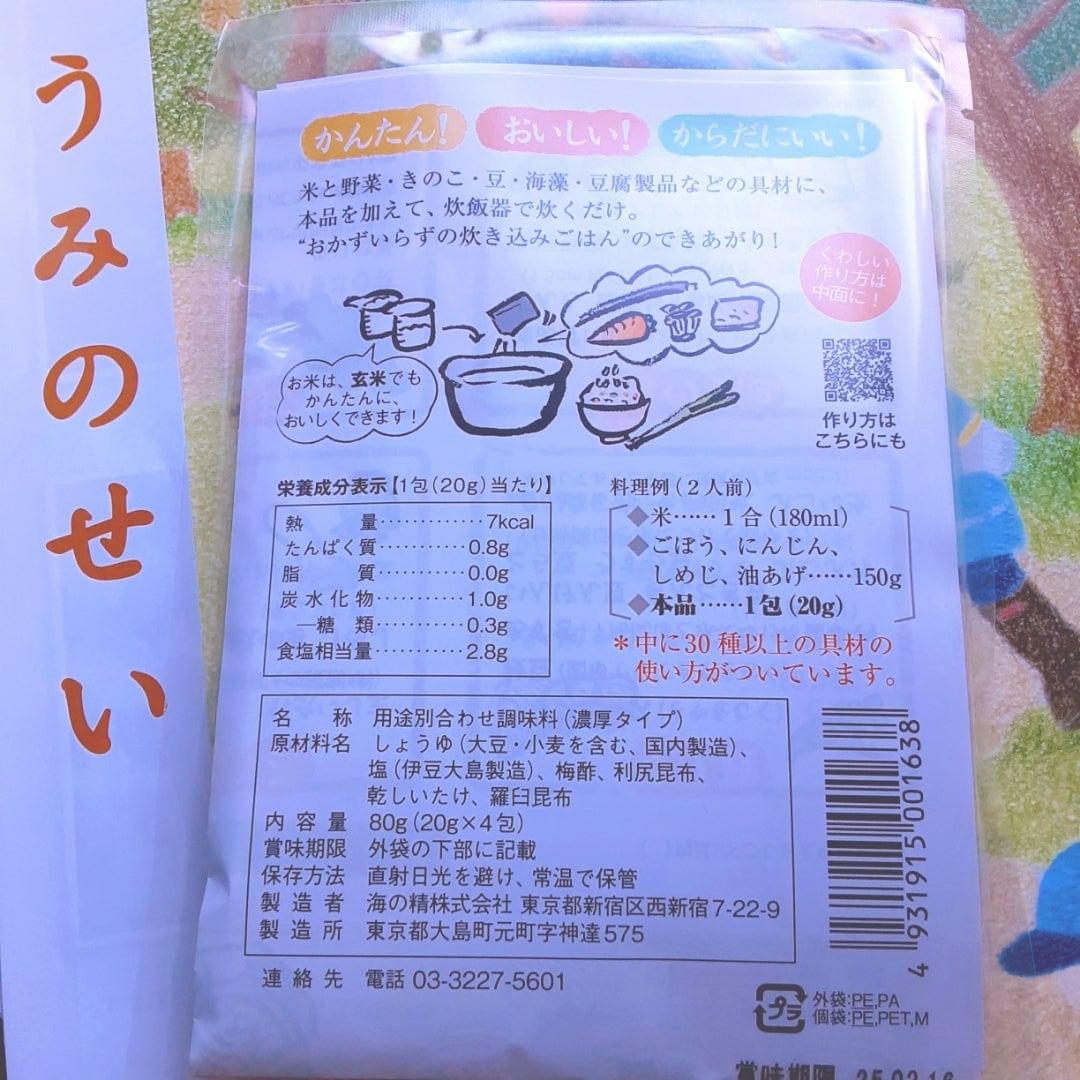 うみのせい
かんたん! おいしい! からだにいい!
米と野菜・きのこ・豆・海藻・豆腐製品などの具材に、
本品を加えて、炊飯器で炊くだけ。
“おかずいらずの炊き込みごはん”のできあがり!
くわしい
作り方は
中面に!
お米は、玄米でも
かんたんに、
おいしくできます!
作り方は
こちらにも
栄養成分表示【1包(20g)当たり】
熱量…………7kcal
たんぱく質…………0.8g
脂質…………0.0g
炭水化物…………1.0g
―糖類…………0.3g
食塩相当量…………2.8g
料理例(2人前)
◆米……1合(180ml)
◆ごぼう、にんじん、
しめじ、油あげ……150g
◆本品……1包(20g)
*中に30種以上の具材の
使い方がついています。
名称 用途別合わせ調味料(濃厚タイプ)
原材料名 しょうゆ(大豆・小麦を含む、国内製造)、
塩(伊豆大島製造)、梅酢、利尻昆布、
乾しいたけ、羅臼昆布
内容量 80g(20g×4包)
賞味期限 外袋の下部に記載
保存方法 直射日光を避け、常温で保管
製造者 海の精株式会社 東京都新宿区西新宿7-22-9
製造所 東京都大島町元町字神達575
連絡先 電話 03-3227-5601
4 931915 001638
プラ
外袋:PE,PA
個袋:PE,PET,M
賞味期限